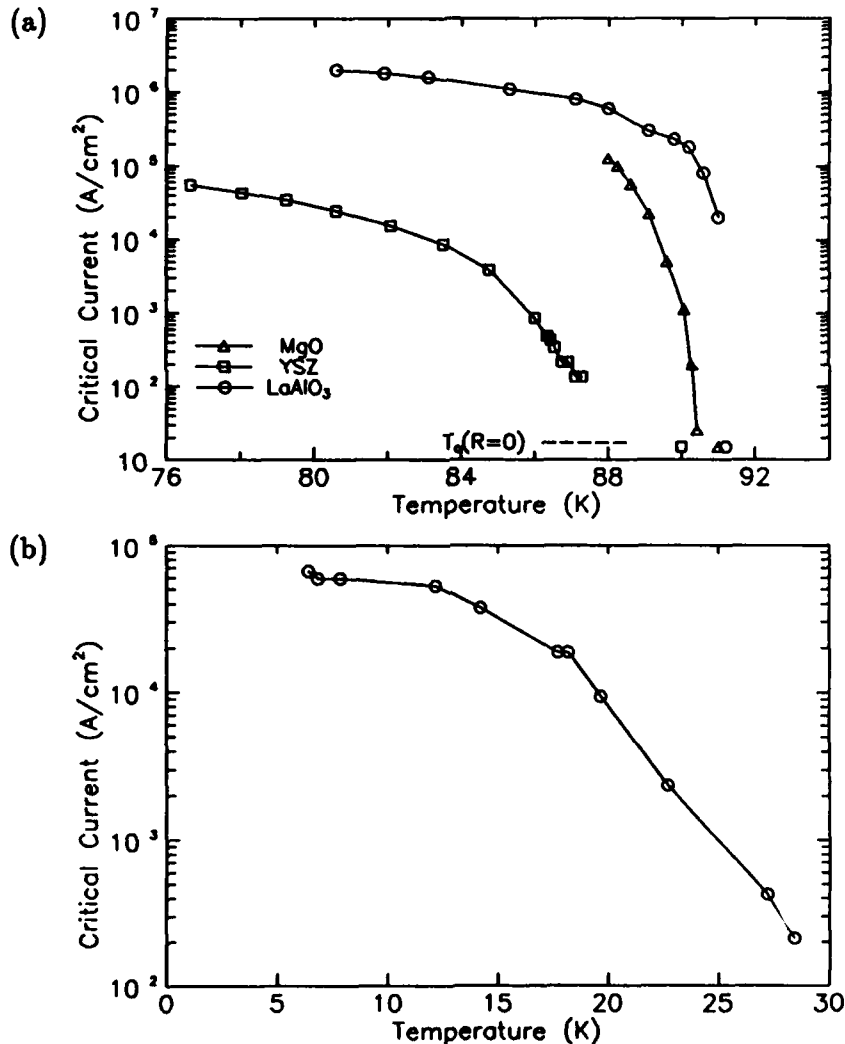 (a)
10⁷
10⁶
10⁵
10⁴
10³
10²
10
Critical Current (A/cm²)
MgO
YSZ
LaAlO₃
T꜀(R=0)
76 80 84 88 92
Temperature (K)
(b)
10⁵
10⁴
10³
10²
Critical Current (A/cm²)
0 5 10 15 20 25 30
Temperature (K)